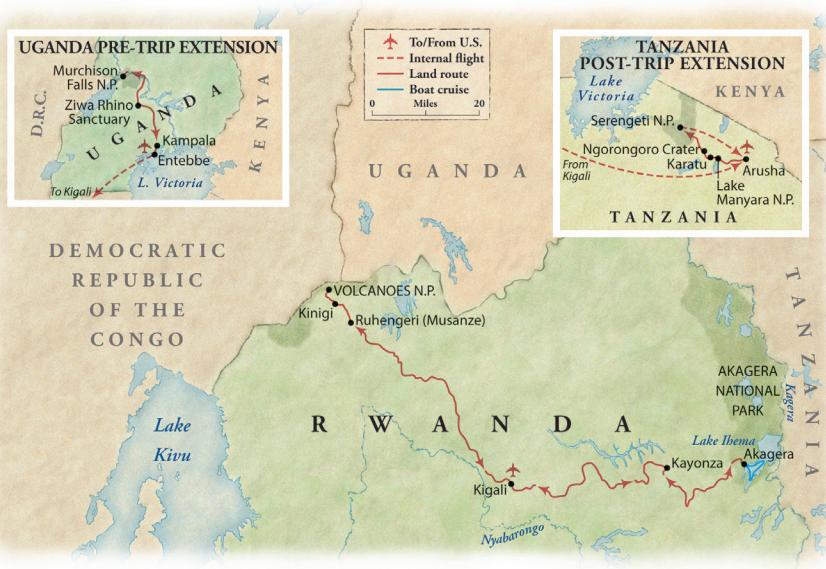 UGANDA PRE-TRIP EXTENSION
Murchison
Falls N.P.
Ziwa Rhino
Sanctuary
D.R.C.
UGANDA
KENYA
Kampala
Entebbe
L. Victoria
To Kigali
To/From U.S.
Internal flight
Land route
Boat cruise
0 Miles 20
TANZANIA
POST-TRIP EXTENSION
Lake
Victoria
KENYA
Serengeti N.P.
Ngorongoro Crater
Karatu
From
Kigali
Arusha
Lake
Manyara N.P.
TANZANIA
UGANDA
DEMOCRATIC
REPUBLIC
OF THE
CONGO
VOLCANOES N.P.
Kinigi
Ruhengeri (Musanze)
TANZANIA
AKAGERA
NATIONAL
PARK
Kagera
Lake
Kivu
RWANDA
Lake Ihema
Akagera
Kayonza
Kigali
Nyabarongo